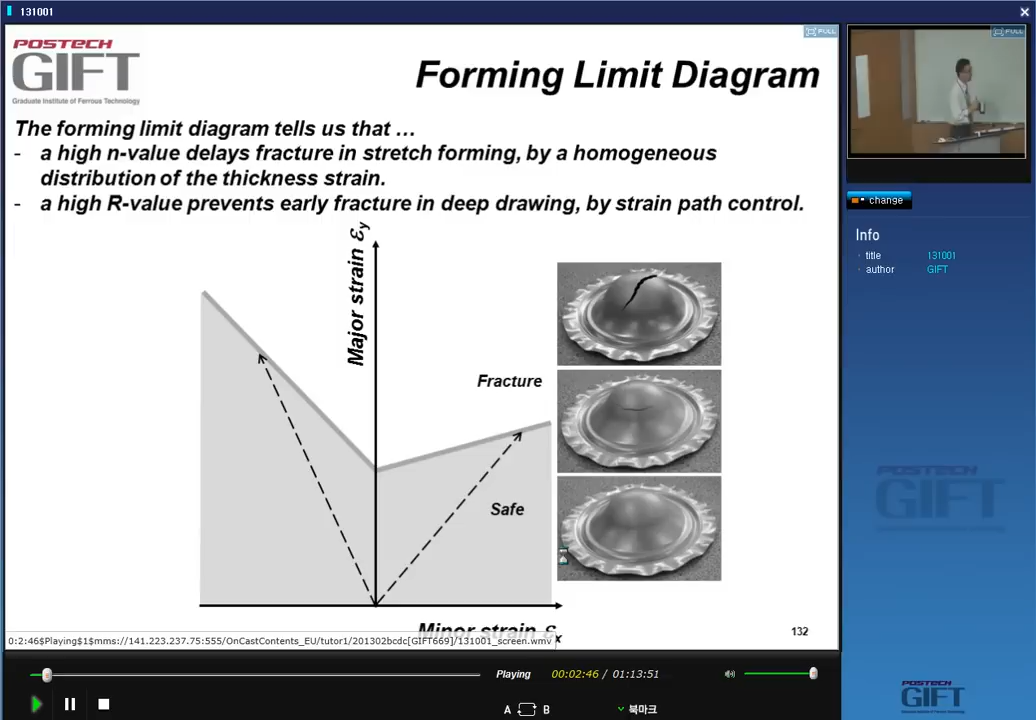 131001
POSTECH
GIFT
Graduate Institute of Ferrous Technology
FULL
FULL
Forming Limit Diagram
The forming limit diagram tells us that …
- a high n-value delays fracture in stretch forming, by a homogeneous
distribution of the thickness strain.
- a high R-value prevents early fracture in deep drawing, by strain path control.
Major strain εy
Fracture
Safe
Minor strain εx
132
0:2:46$Playing$1$mms://141.223.237.75:555/OnCastContents_EU/tutor1/201302bcdc[GIFT669]/131001_screen.wmv
change
Info
title 131001
author GIFT
POSTECH
GIFT
Playing 00:02:46 / 01:13:51
A B 북마크
POSTECH
GIFT